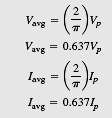 V_avg = (2/π)V_p
V_avg = 0.637V_p
I_avg = (2/π)I_p
I_avg = 0.637I_p